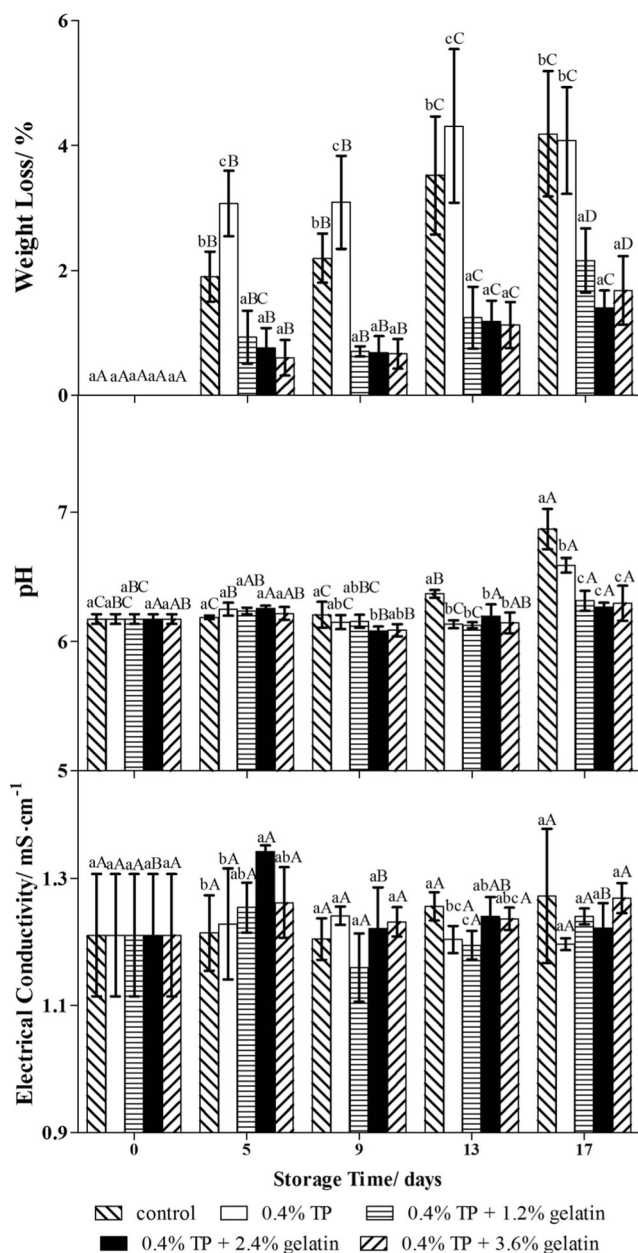 6
cC
bC
bC
bC
cB
cB
4
bB
bB
aD
aD
aBC
aB
aB
aC
aC
aC
aC
2
aB
aB
aB
aA aA aA aA aA
0
Weight Loss/ %
7
aA
bA
aBC
aC aBC
aA aAB
aB
aAB
aC
aA aAB
aC
abBC
abC
bB abB
aB
bC bC
bA
bAB
cA
cA
cA
6
5
pH
aA aA aA aB aA
bA
bA
abA
aA
abA
1.3
aA
aA
aA
aB
aA
aA
bcA
cA
abAB
abcA
aA
aA
aA
aB
aA
1.1
0.9
Electrical Conductivity/ mS·cm⁻¹
0 5 9 13 17
Storage Time/ days
control 0.4% TP 0.4% TP + 1.2% gelatin
0.4% TP + 2.4% gelatin 0.4% TP + 3.6% gelatin